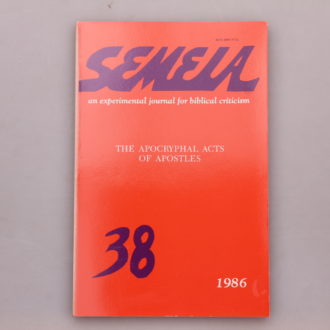 SEMEIA
an experimental journal for biblical criticism
THE APOCRYPHAL ACTS
OF APOSTLES
38
1986